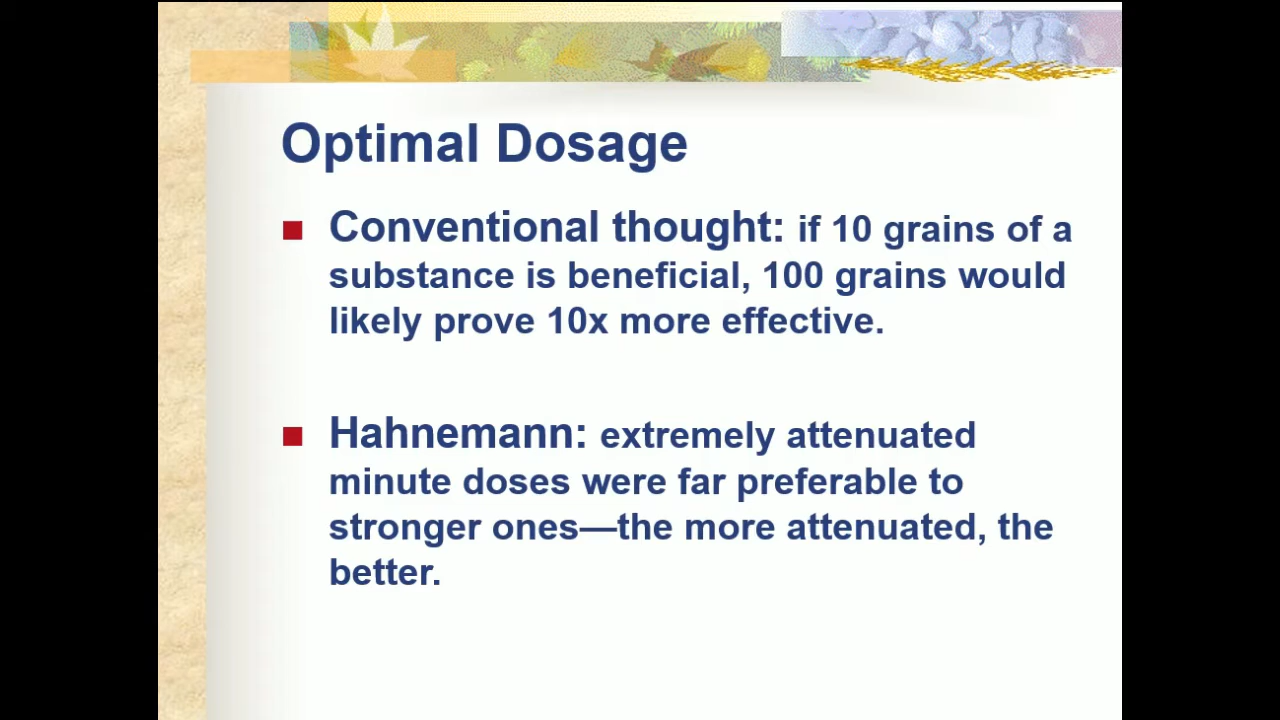 Optimal Dosage
Conventional thought: if 10 grains of a
substance is beneficial, 100 grains would
likely prove 10x more effective.
Hahnemann: extremely attenuated
minute doses were far preferable to
stronger ones—the more attenuated, the
better.